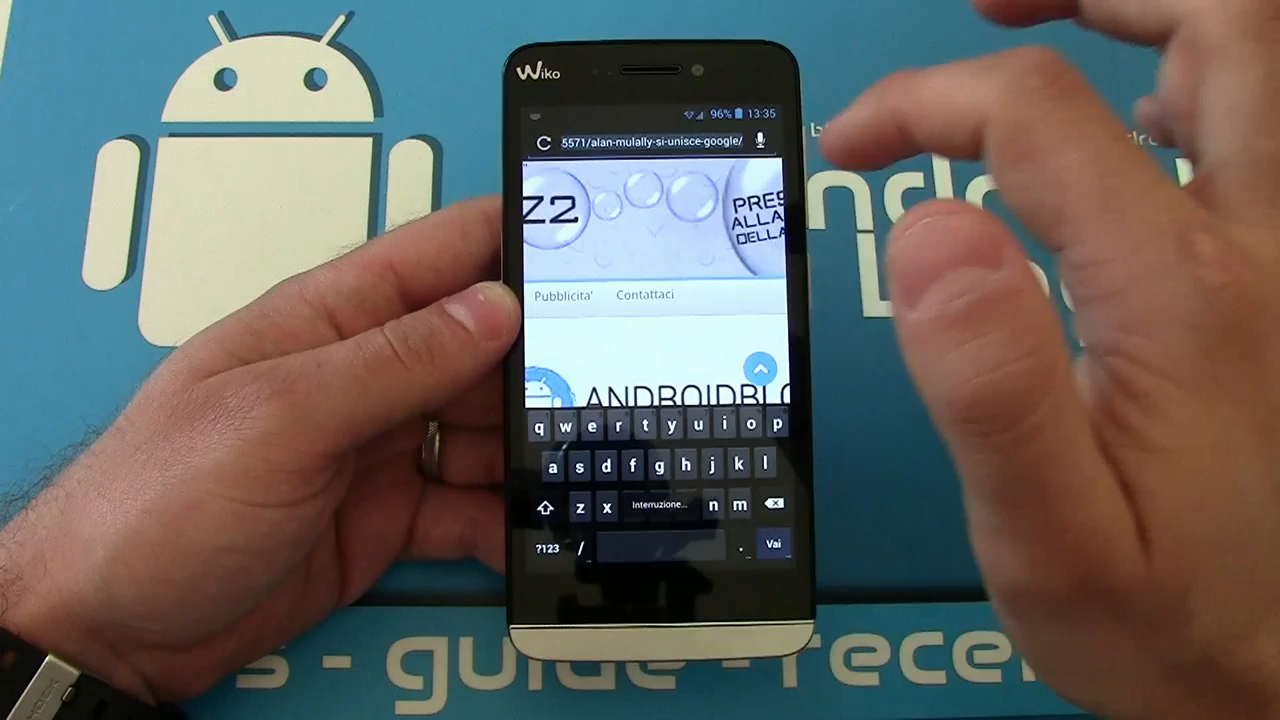 Wiko
96% 13:35
5571/alan-mulally-si-unisce-google/
Z2
PRES
ALLA
DELLA
Pubblicita' Contattaci
ANDROIDBLO
q w e r t y u i o p
a s d f g h j k l
z x Interruzione... n m
?123 / . Vai
s - guide - recen